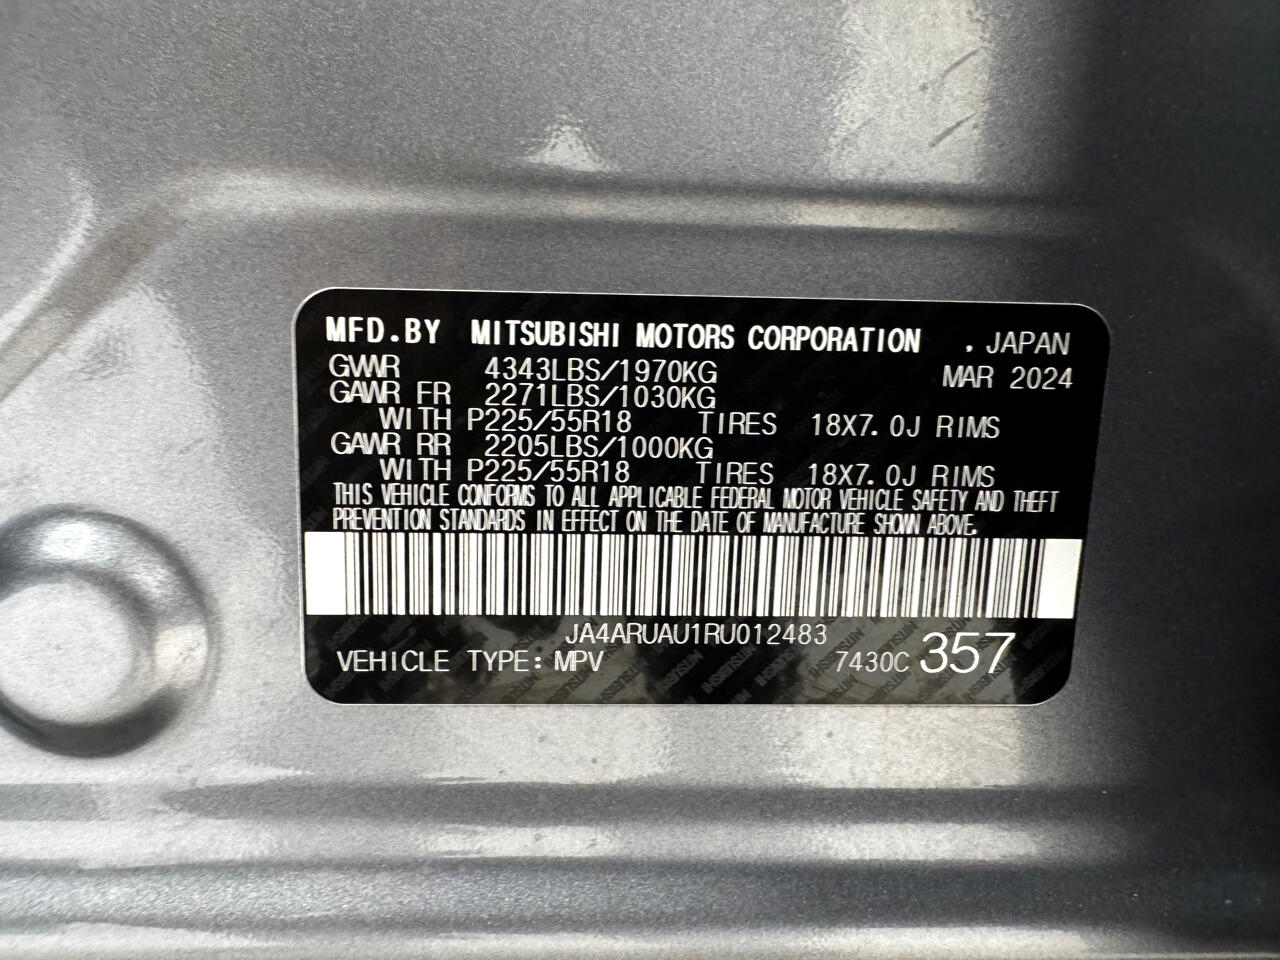 MFD.BY MITSUBISHI MOTORS CORPORATION . JAPAN
GVWR 4343LBS/1970KG MAR 2024
GAWR FR 2271LBS/1030KG
WITH P225/55R18 TIRES 18X7.0J RIMS
GAWR RR 2205LBS/1000KG
WITH P225/55R18 TIRES 18X7.0J RIMS
THIS VEHICLE CONFORMS TO ALL APPLICABLE FEDERAL MOTOR VEHICLE SAFETY AND THEFT
PREVENTION STANDARDS IN EFFECT ON THE DATE OF MANUFACTURE SHOWN ABOVE.
JA4ARUAU1RU012483
VEHICLE TYPE: MPV 7430C 357